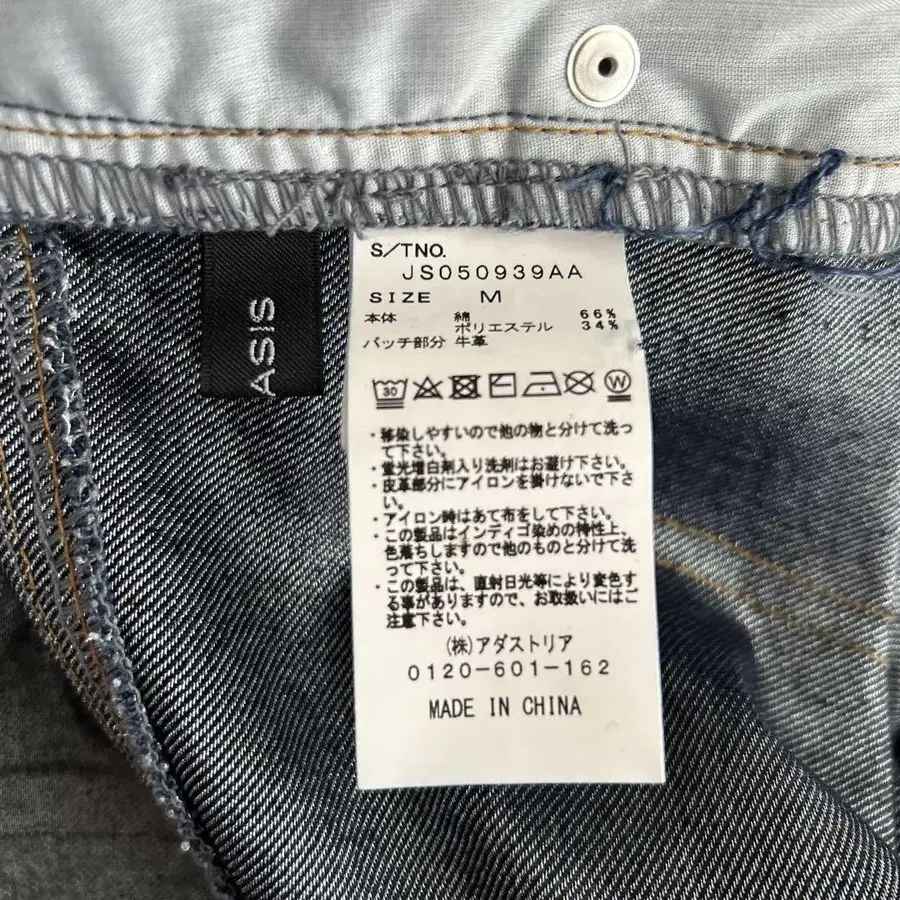 S/TNO.
JS050939AA
SIZE M
本体 綿 66%
ポリエステル 34%
パッチ部分 牛革
30 W
・移染しやすいので他の物と分けて洗っ
て下さい。
・蛍光増白剤入り洗剤はお避け下さい。
・皮革部分にアイロンを掛けないで下さ
い。
・アイロン時はあて布をして下さい。
・この製品はインディゴ染めの特性上、
色落ちしますので他のものと分けて洗
って下さい。
・この製品は、直射日光等により変色す
る事がありますので、お取扱いにはご
注意下さい。
(株)アダストリア
0120-601-162
MADE IN CHINA
ASIS